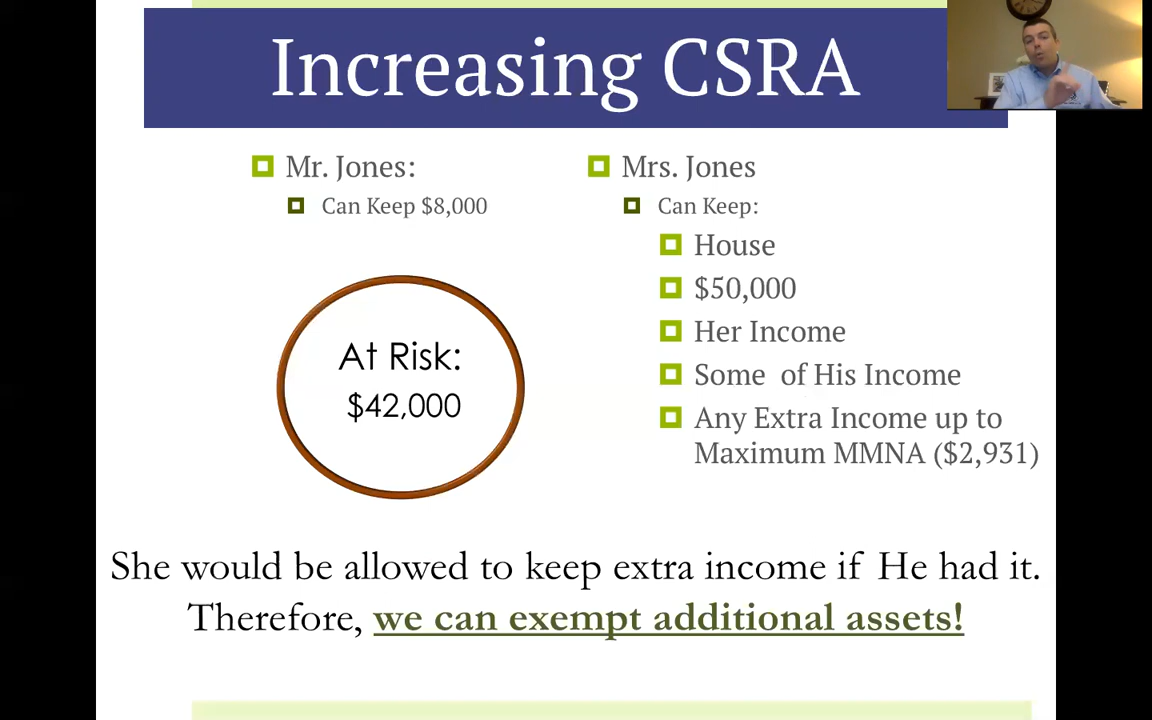 Increasing CSRA
Mr. Jones:
Can Keep $8,000
At Risk:
$42,000
Mrs. Jones
Can Keep:
House
$50,000
Her Income
Some of His Income
Any Extra Income up to
Maximum MMNA ($2,931)
She would be allowed to keep extra income if He had it.
Therefore, we can exempt additional assets!